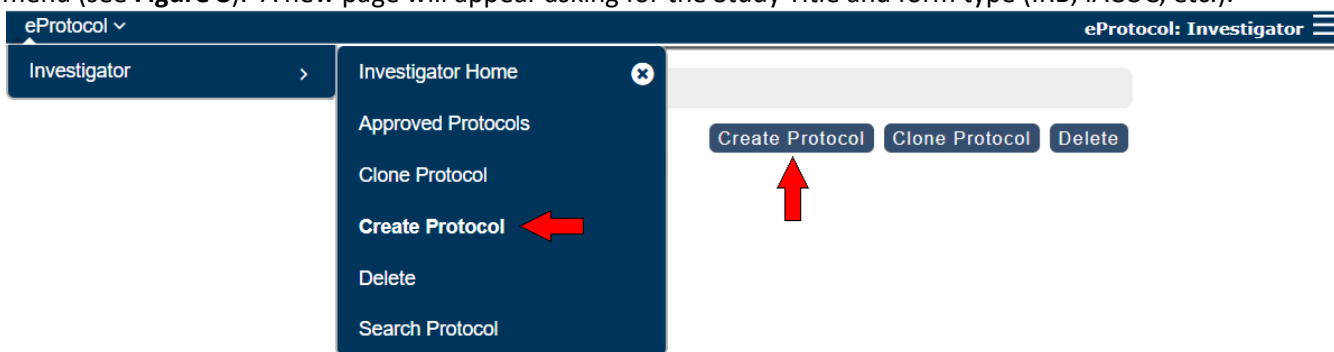 menu (see Figure 3). A new page will appear asking for the Study Title and form type (IRB, IACUC, etc.).
eProtocol
eProtocol: Investigator
Investigator
Investigator Home
Approved Protocols
Clone Protocol
Create Protocol
Delete
Search Protocol
Create Protocol Clone Protocol Delete